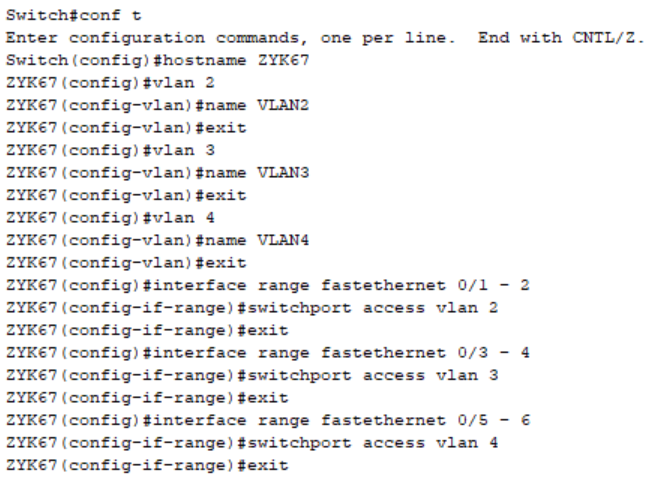 Switch#conf t
Enter configuration commands, one per line.  End with CNTL/Z.
Switch(config)#hostname ZYK67
ZYK67(config)#vlan 2
ZYK67(config-vlan)#name VLAN2
ZYK67(config-vlan)#exit
ZYK67(config)#vlan 3
ZYK67(config-vlan)#name VLAN3
ZYK67(config-vlan)#exit
ZYK67(config)#vlan 4
ZYK67(config-vlan)#name VLAN4
ZYK67(config-vlan)#exit
ZYK67(config)#interface range fastethernet 0/1 - 2
ZYK67(config-if-range)#switchport access vlan 2
ZYK67(config-if-range)#exit
ZYK67(config)#interface range fastethernet 0/3 - 4
ZYK67(config-if-range)#switchport access vlan 3
ZYK67(config-if-range)#exit
ZYK67(config)#interface range fastethernet 0/5 - 6
ZYK67(config-if-range)#switchport access vlan 4
ZYK67(config-if-range)#exit